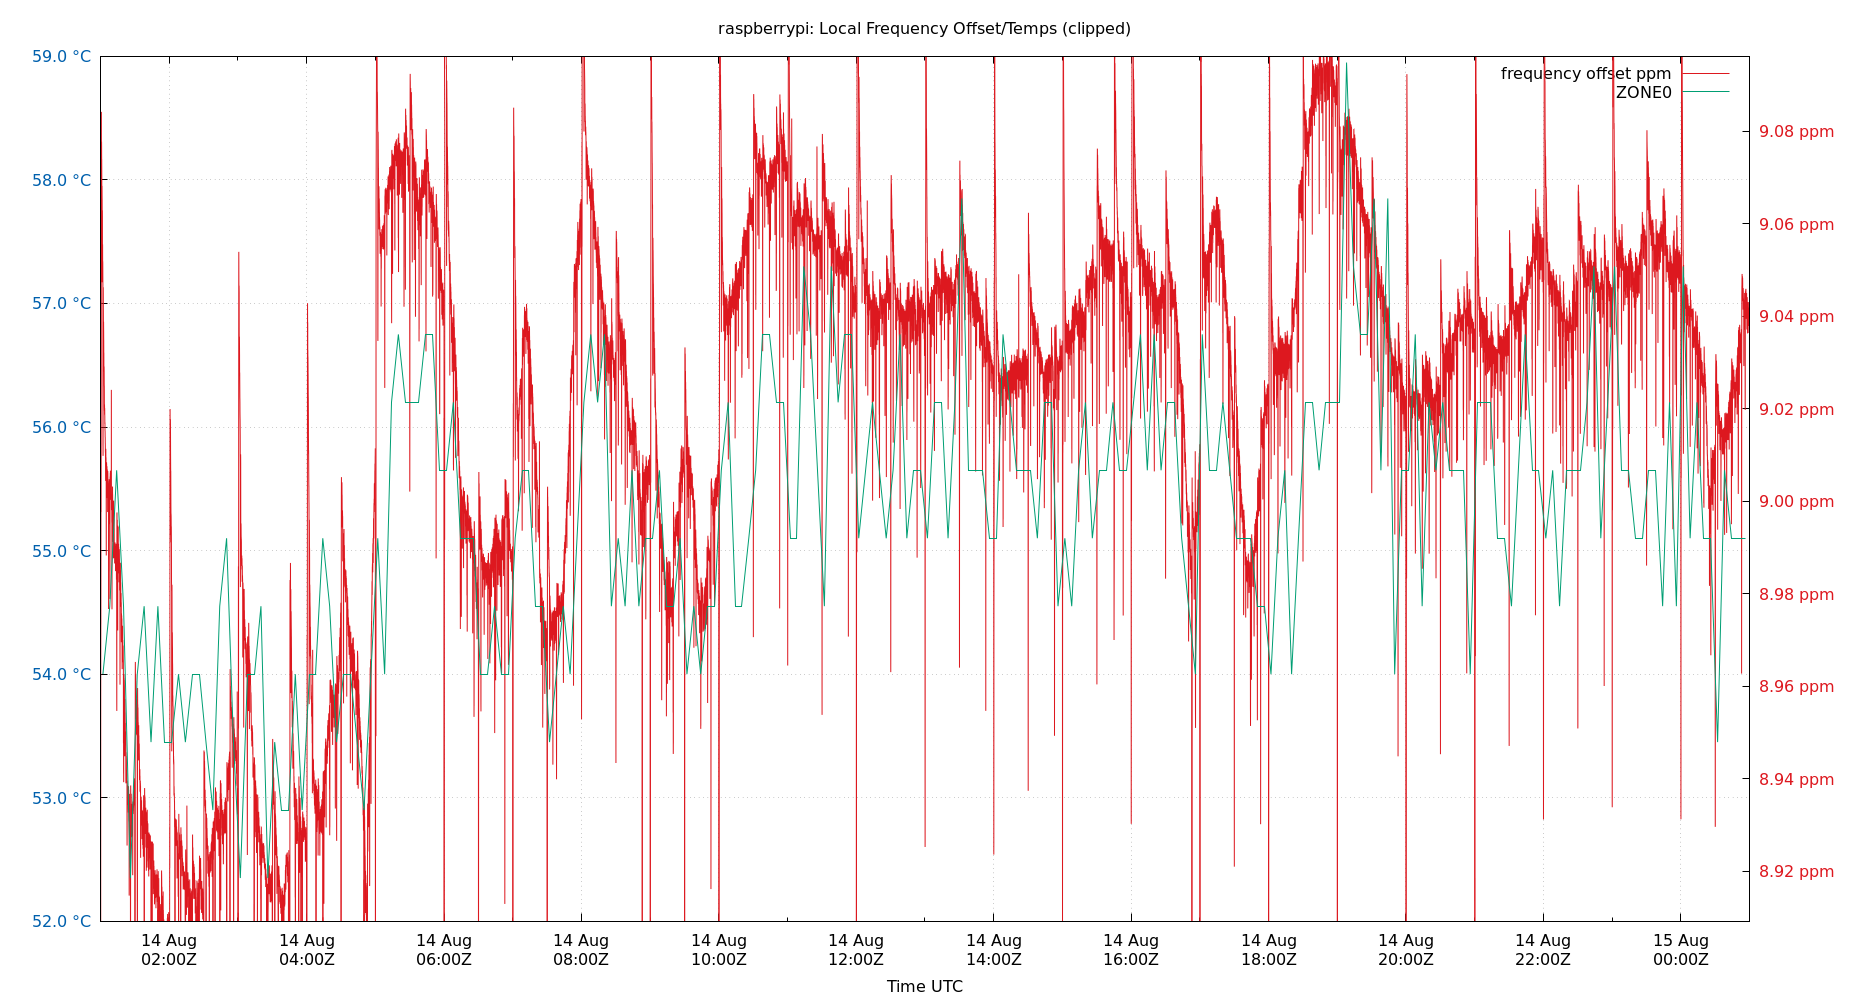 raspberrypi: Local Frequency Offset/Temps (clipped)
59.0 °C
58.0 °C
57.0 °C
56.0 °C
55.0 °C
54.0 °C
53.0 °C
52.0 °C
frequency offset ppm
ZONE0
9.08 ppm
9.06 ppm
9.04 ppm
9.02 ppm
9.00 ppm
8.98 ppm
8.96 ppm
8.94 ppm
8.92 ppm
14 Aug 14 Aug 14 Aug 14 Aug 14 Aug 14 Aug 14 Aug 14 Aug 14 Aug 14 Aug 14 Aug 15 Aug
02:00Z 04:00Z 06:00Z 08:00Z 10:00Z 12:00Z 14:00Z 16:00Z 18:00Z 20:00Z 22:00Z 00:00Z
Time UTC